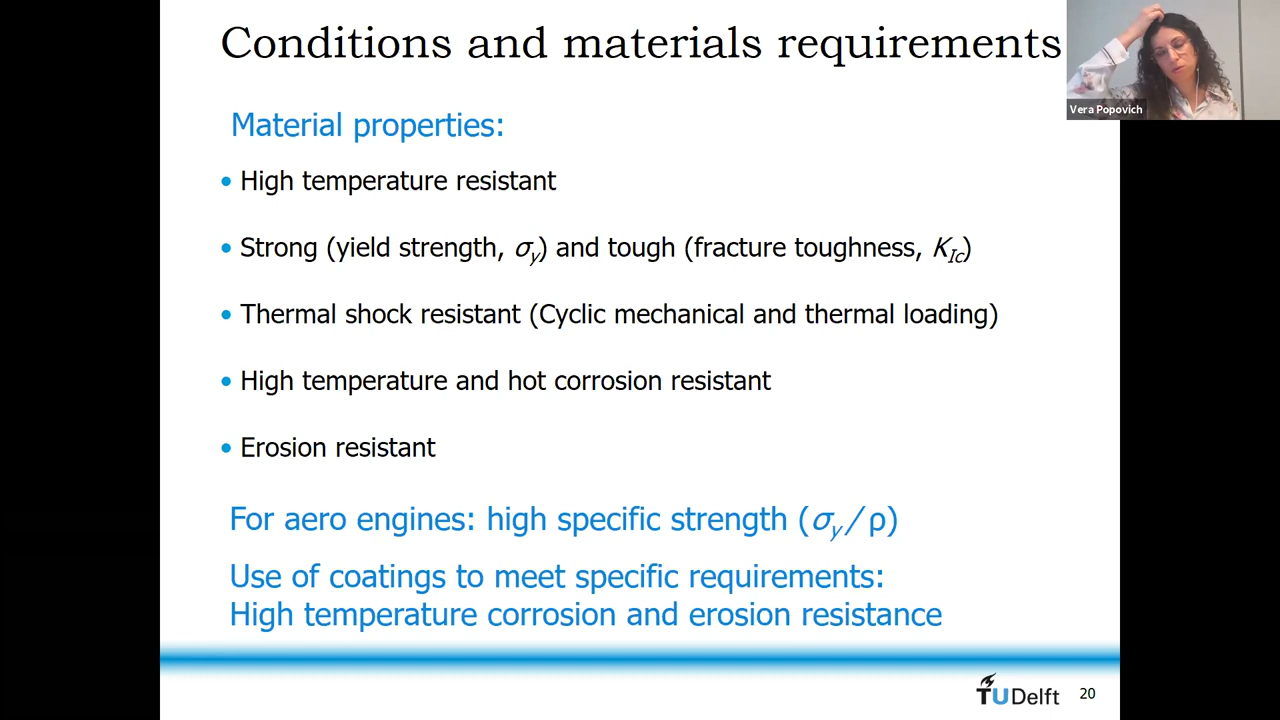 Conditions and materials requirements
Vera Popovich
Material properties:
• High temperature resistant
• Strong (yield strength, σy) and tough (fracture toughness, KIc)
• Thermal shock resistant (Cyclic mechanical and thermal loading)
• High temperature and hot corrosion resistant
• Erosion resistant
For aero engines: high specific strength (σy/ρ)
Use of coatings to meet specific requirements:
High temperature corrosion and erosion resistance
TU Delft
20